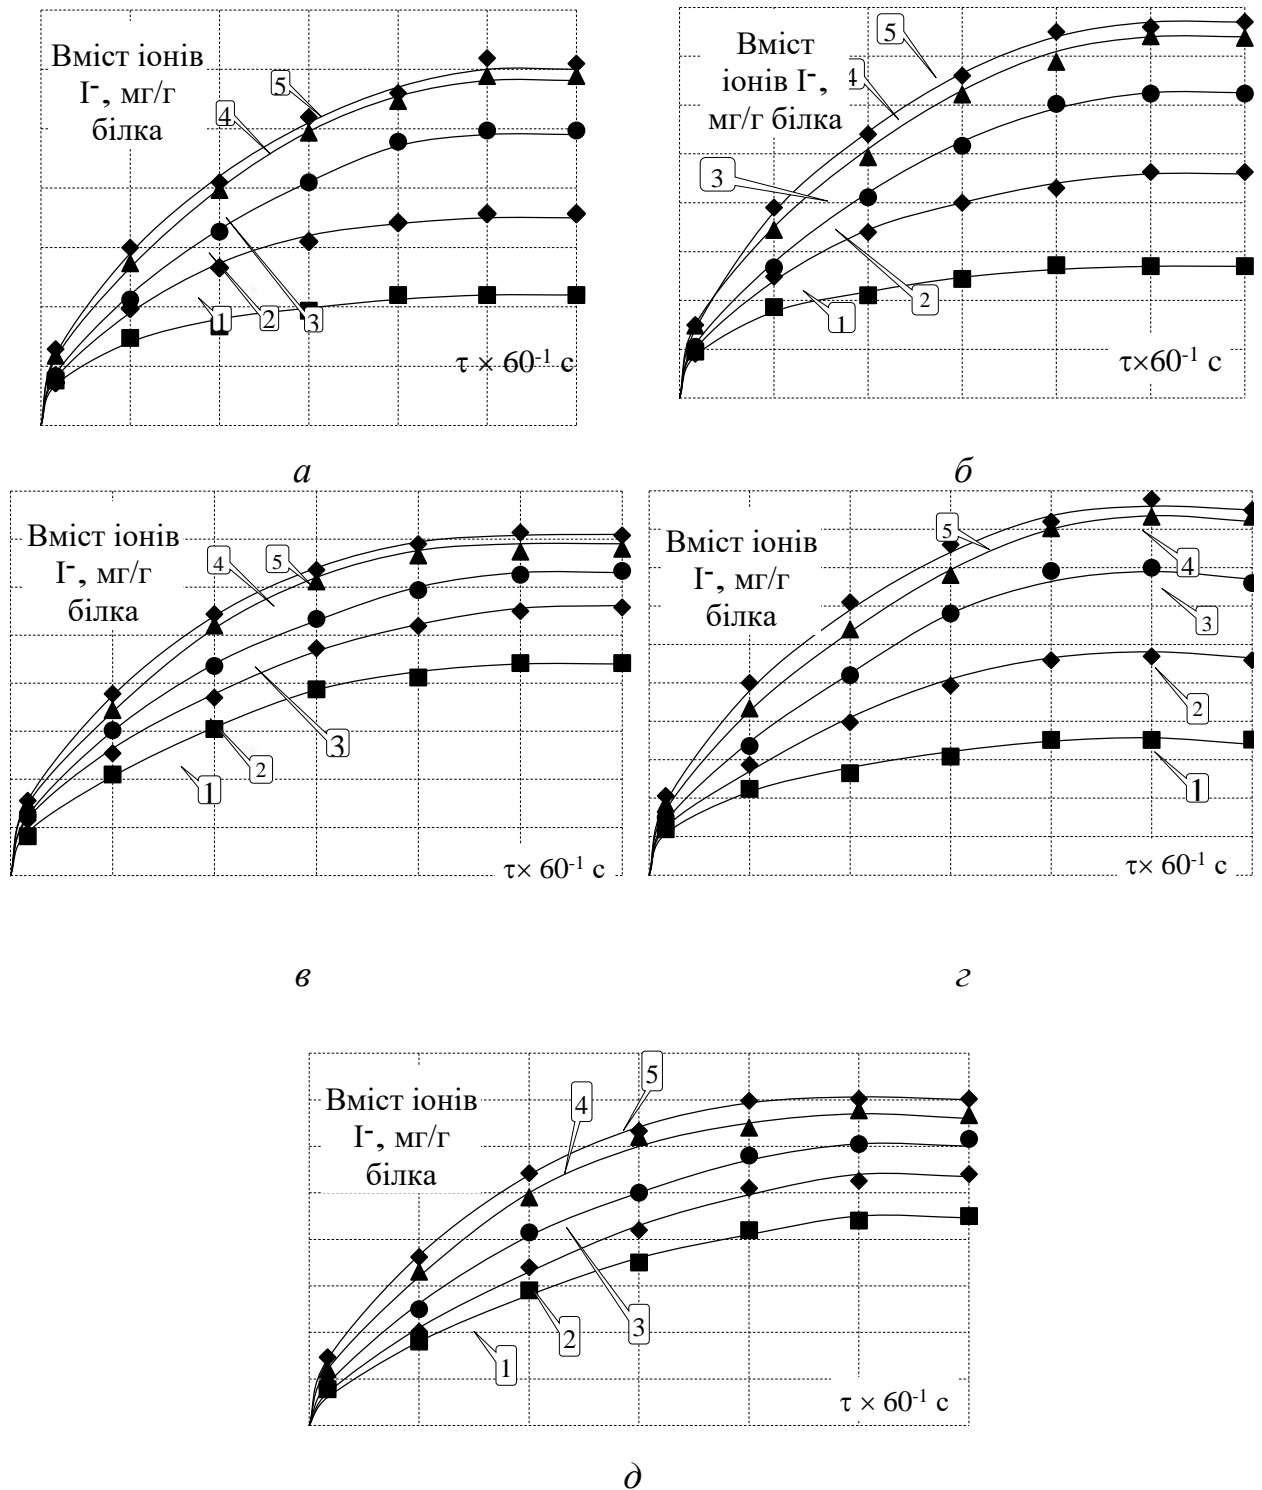 Вміст іонів
I⁻, мг/г
білка
5
4
1
2
3
τ × 60⁻¹ с
а
Вміст
іонів I⁻,
мг/г білка
5
4
3
2
1
τ×60⁻¹ с
б
Вміст іонів
I⁻, мг/г
білка
4
5
3
2
1
τ× 60⁻¹ с
в
Вміст іонів
I⁻, мг/г
білка
5
4
3
2
1
τ× 60⁻¹ с
г
Вміст іонів
I⁻, мг/г
білка
5
4
3
2
1
τ × 60⁻¹ с
д